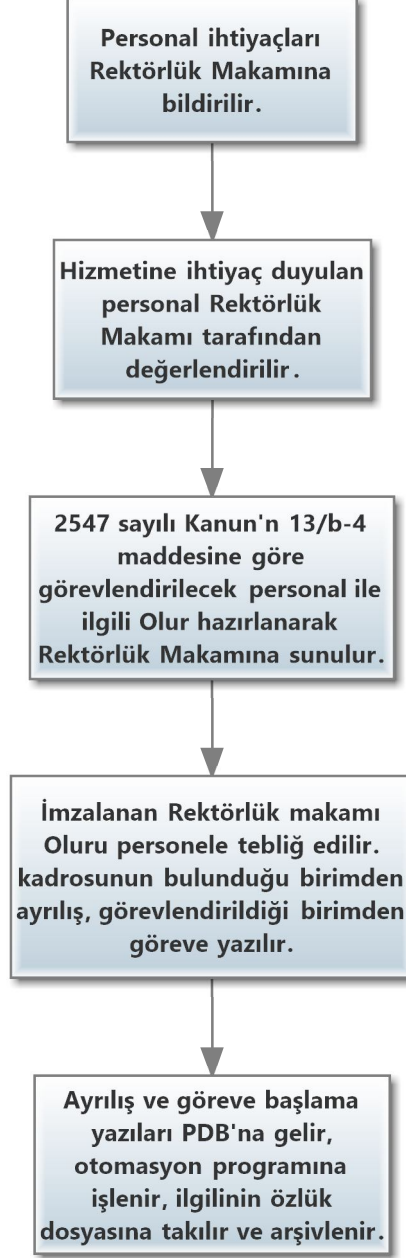 Personal ihtiyaçları
Rektörlük Makamına
bildirilir.
Hizmetine ihtiyaç duyulan
personal Rektörlük
Makamı tarafından
değerlendirilir.
2547 sayılı Kanun'n 13/b-4
maddesine göre
görevlendirilecek personal ile
ilgili Olur hazırlanarak
Rektörlük Makamına sunulur.
İmzalanan Rektörlük makamı
Oluru personele tebliğ edilir.
kadrosunun bulunduğu birimden
ayrılış, görevlendirildiği birimden
göreve yazılır.
Ayrılış ve göreve başlama
yazıları PDB'na gelir,
otomasyon programına
işlenir, ilgilinin özlük
dosyasına takılır ve arşivlenir.